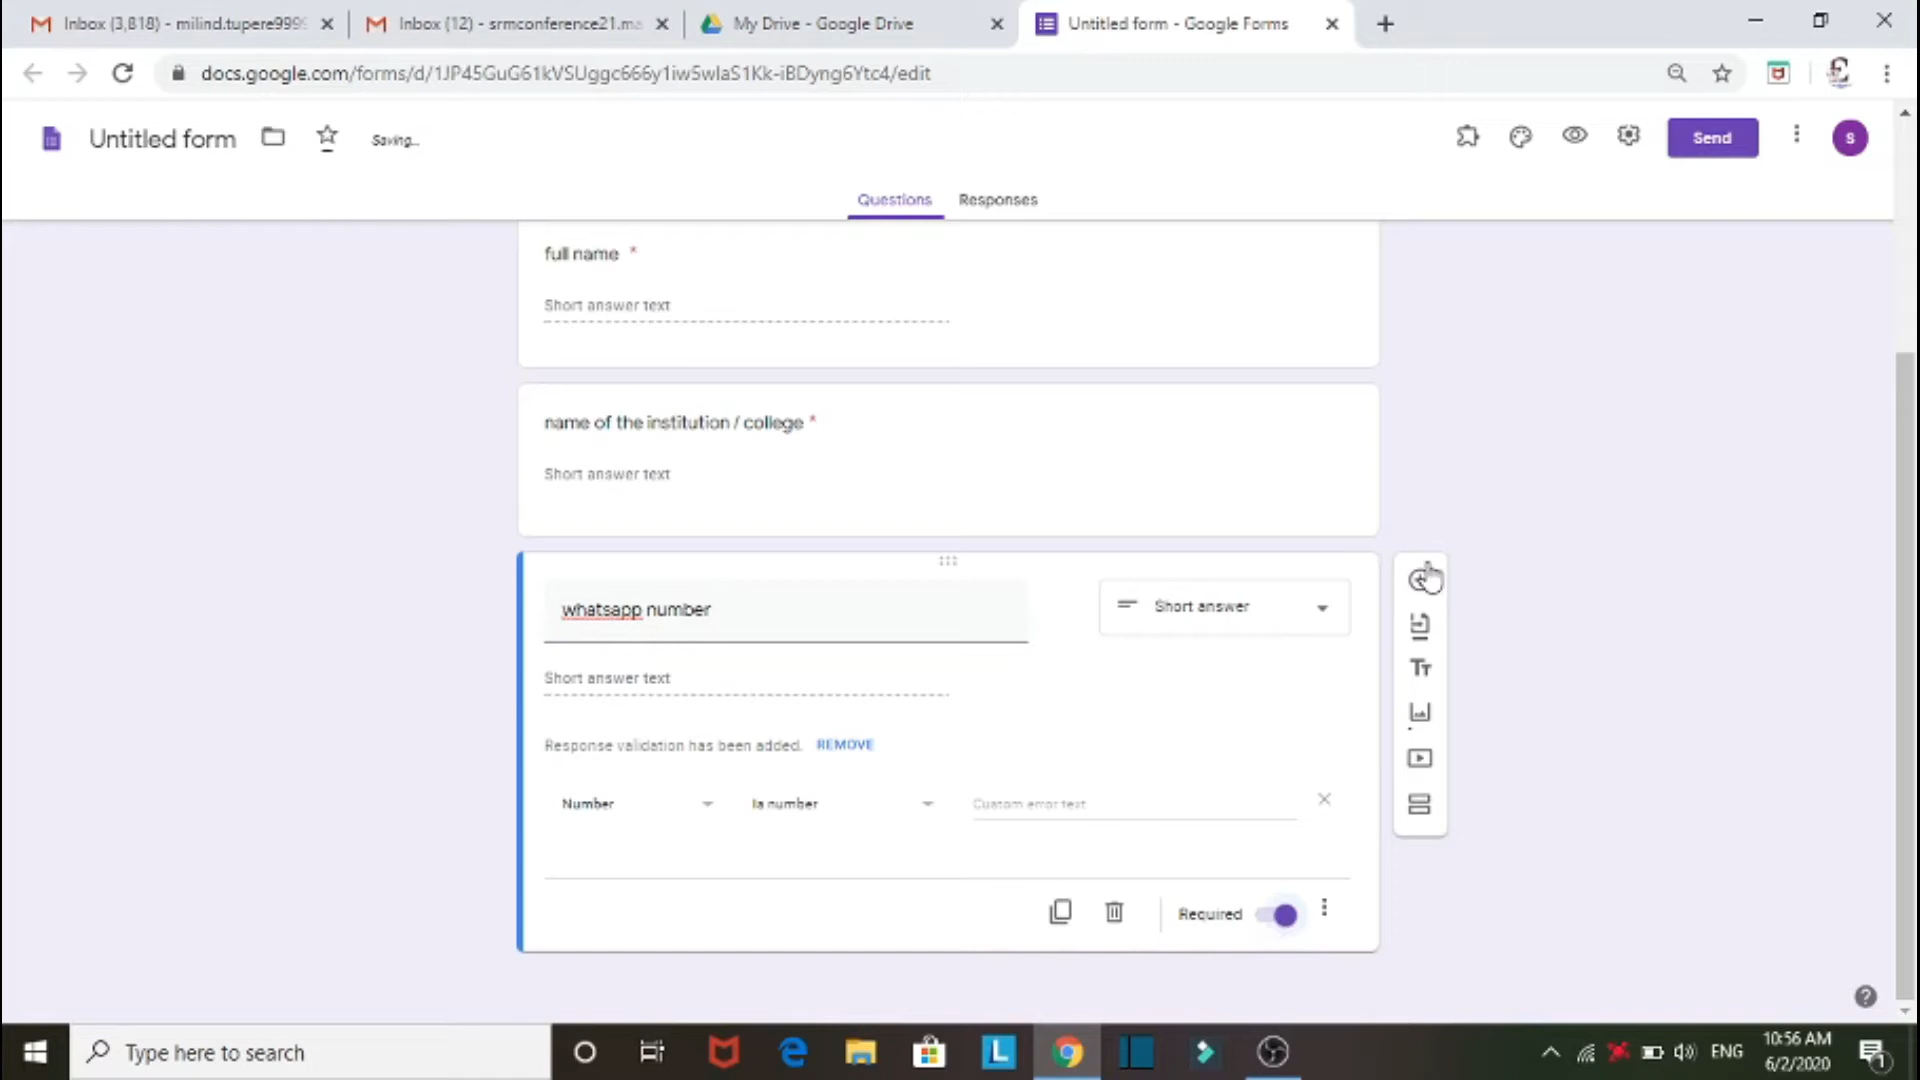 Inbox (3,818) - milind.tupere9999
Inbox (12) - srmconference21.ma
My Drive - Google Drive
Untitled form - Google Forms
docs.google.com/forms/d/1JP45GuG61kVSUggc666y1iw5wlaS1Kk-iBDyng6Ytc4/edit
Untitled form
Saving...
Send
S
Questions
Responses
full name *
Short answer text
name of the institution / college *
Short answer text
whatsapp number
Short answer
Short answer text
Response validation has been added. REMOVE
Number
Is number
Custom error text
Required
Type here to search
ENG
10:56 AM
6/2/2020
1